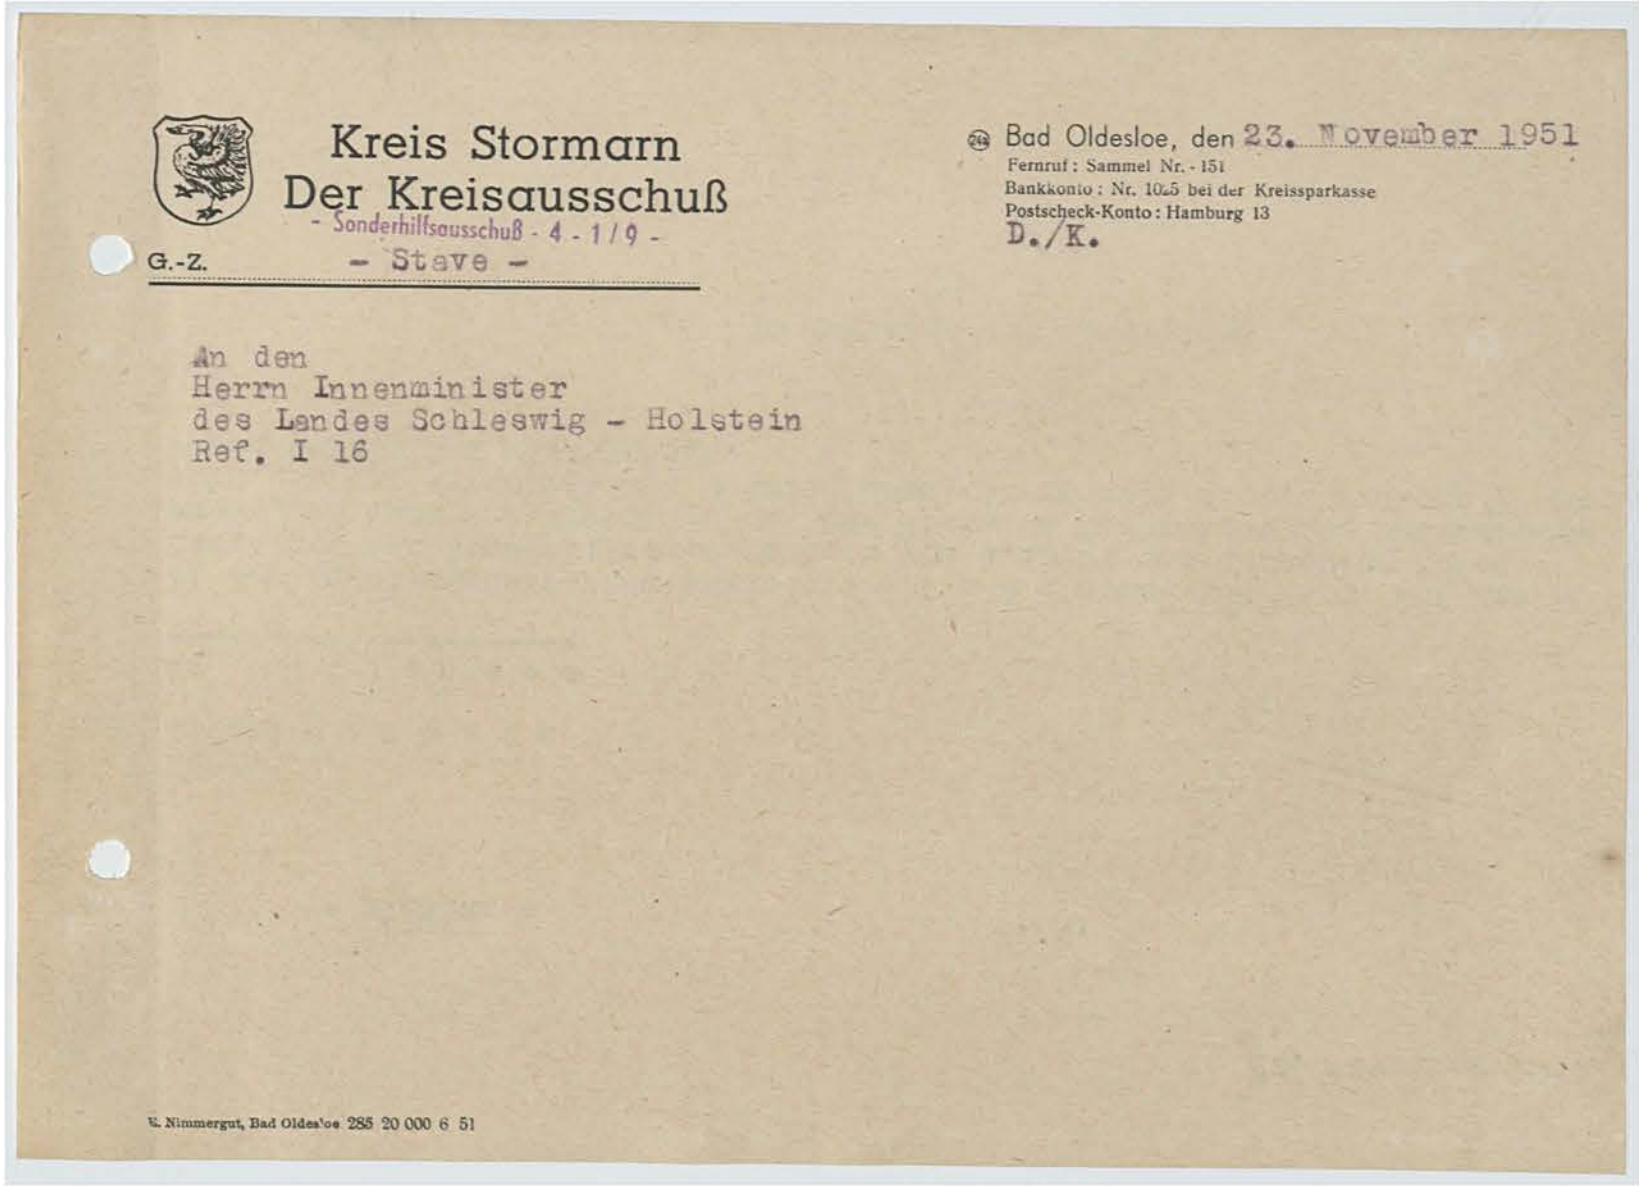 Kreis Stormarn
Der Kreisausschuß
- Sonderhilfsausschuß - 4 - 1/9 -
G.-Z. - Stave -
24a Bad Oldesloe, den 23. November 1951
Fernruf: Sammel Nr. - 151
Bankkonto: Nr. 1025 bei der Kreissparkasse
Postscheck-Konto: Hamburg 13
D./K.
An den
Herrn Innenminister
des Landes Schleswig - Holstein
Ref. I 16
Nimmergut, Bad Oldesloe 285 20 000 6 51